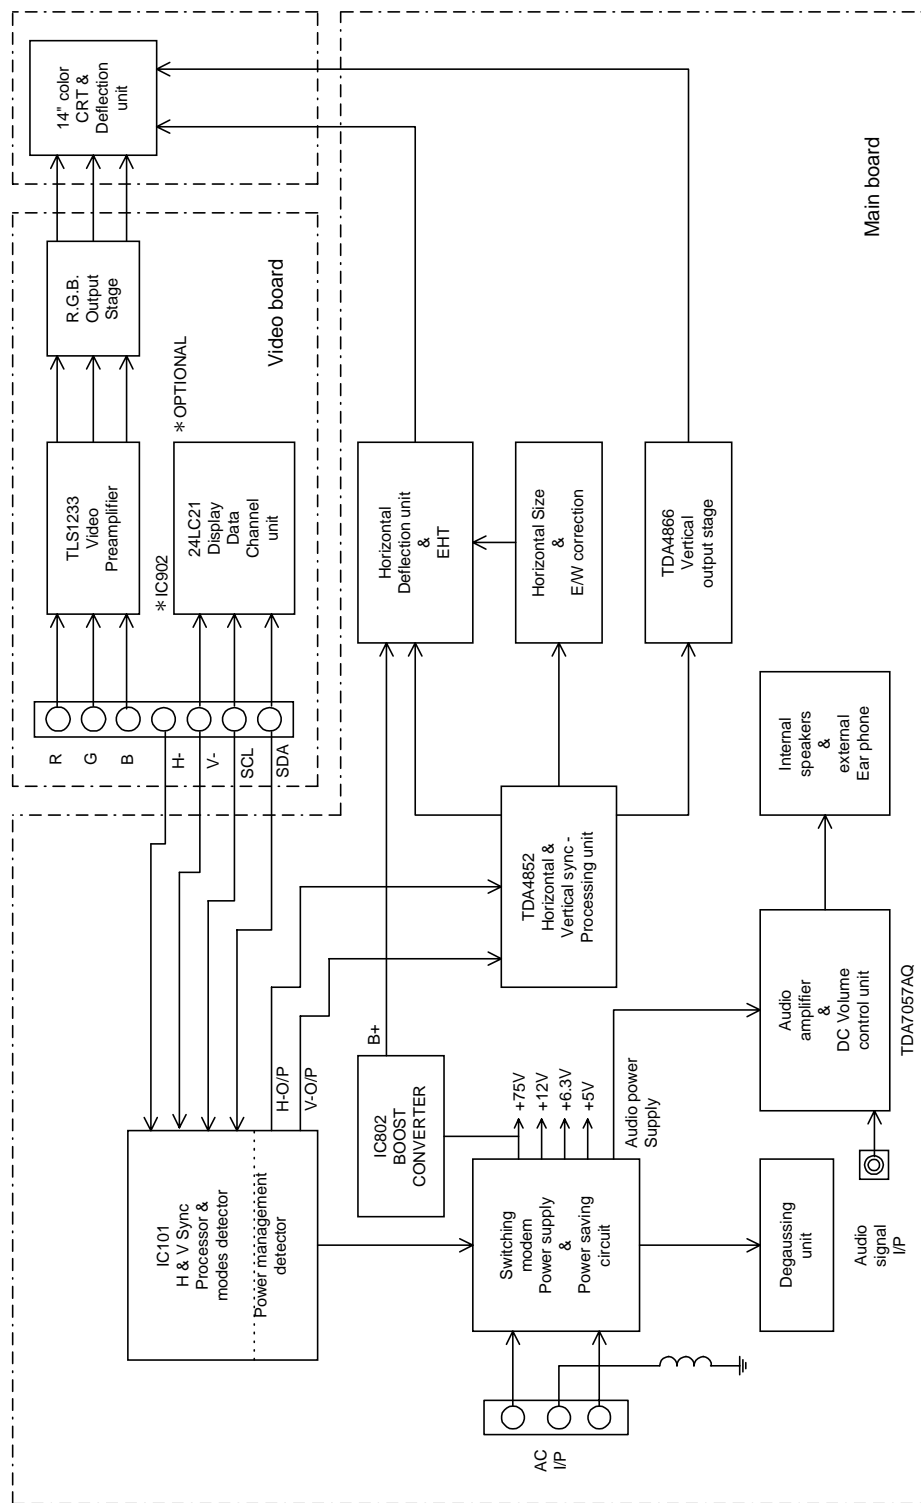 14" color
CRT &
Deflection
unit
R.G.B.
Output
Stage
Video board
TLS1233
Video
Preamplifier
* OPTIONAL
24LC21
Display
Data
Channel
unit
* IC902
R
G
B
H-
V-
SCL
SDA
Main board
Horizontal
Deflection unit
&
EHT
Horizontal Size
&
E/W correction
TDA4866
Vertical
output stage
TDA4852
Horizontal &
Vertical sync -
Processing unit
Internal
speakers
&
external
Ear phone
Audio
amplifier
&
DC Volume
control unit
TDA7057AQ
IC101
H & V Sync
Processor &
modes detector
Power management
detector
H-O/P
V-O/P
B+
IC802
BOOST
CONVERTER
+75V
+12V
+6.3V
+5V
Audio power
Supply
Switching
modem
Power supply
&
Power saving
circuit
Degaussing
unit
Audio
signal
I/P
AC
I/P